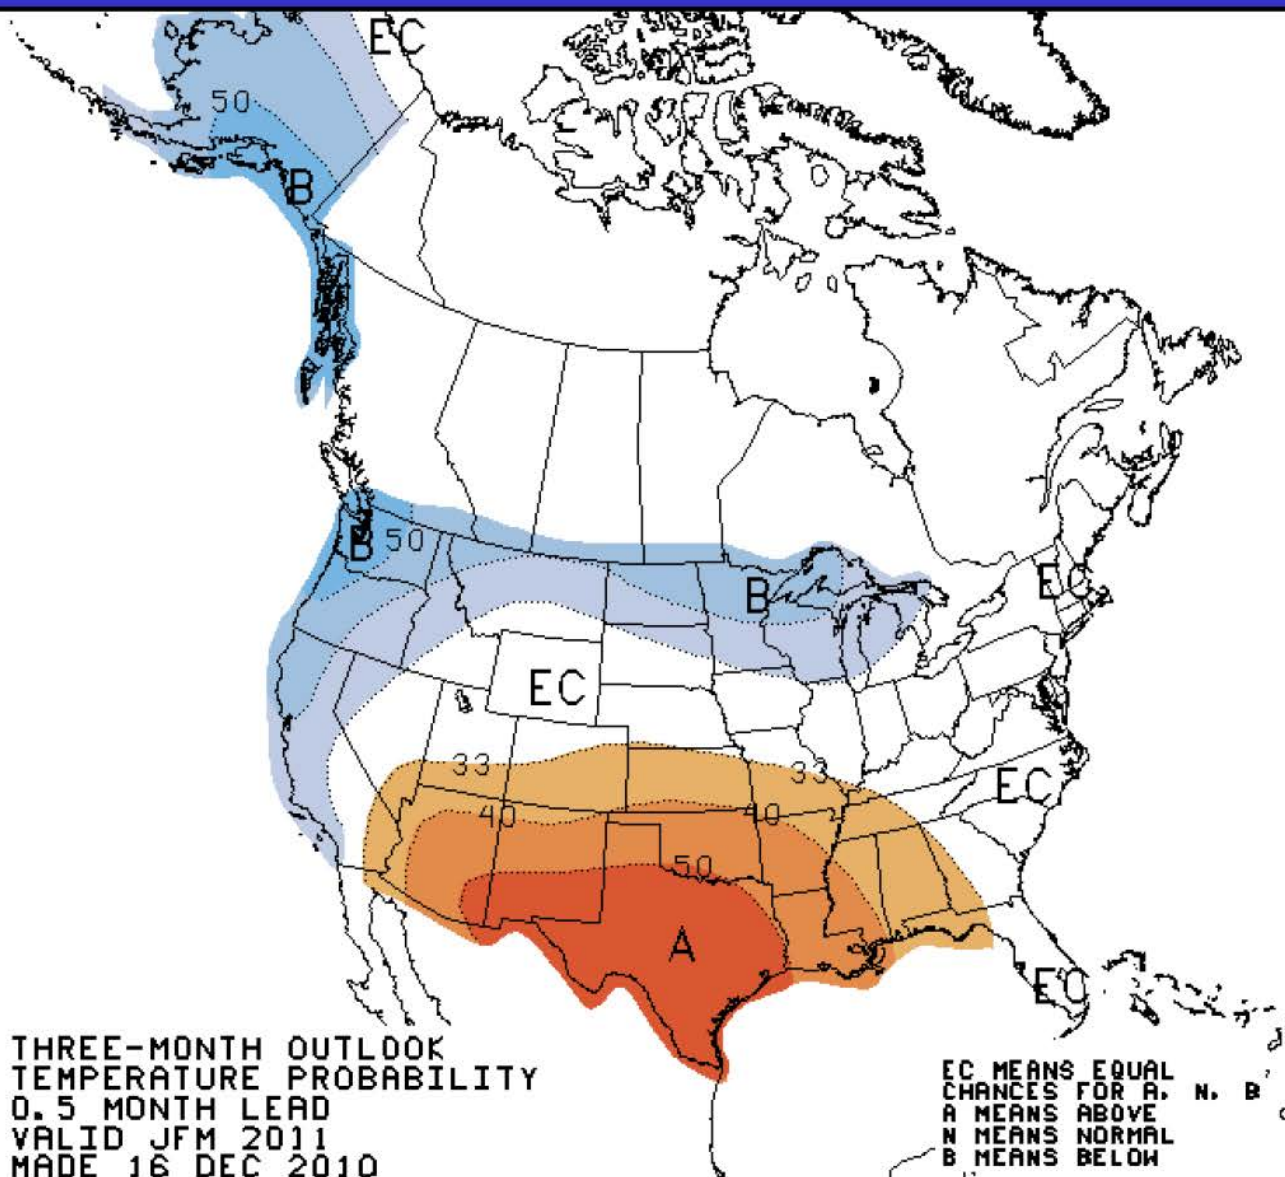 EC
50
B
B 50
B
EC
EC
33
33
EC
40
40
50
A
EC
THREE-MONTH OUTLOOK
TEMPERATURE PROBABILITY
0.5 MONTH LEAD
VALID JFM 2011
MADE 16 DEC 2010
EC MEANS EQUAL
CHANCES FOR A, N, B
A MEANS ABOVE
N MEANS NORMAL
B MEANS BELOW